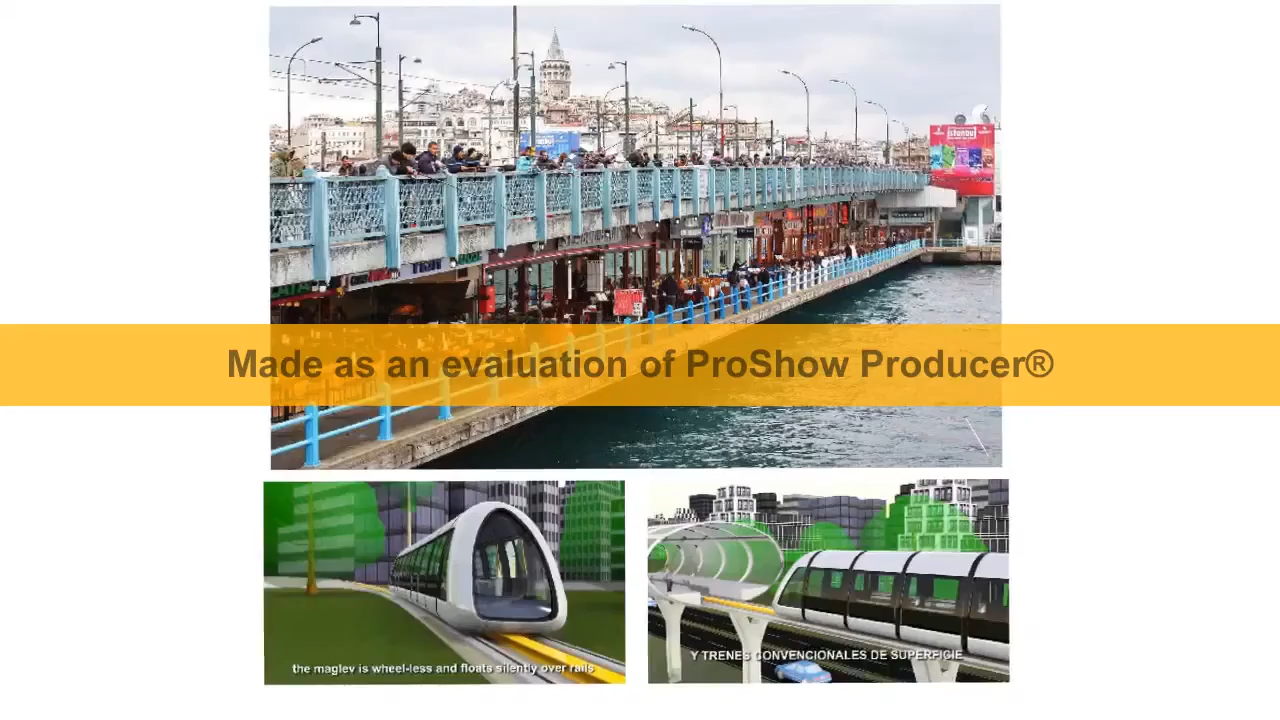 istanbul
Made as an evaluation of ProShow Producer®
the maglev is wheel-less and floats silently over rails
Y TRENES CONVENCIONALES DE SUPERFICIE